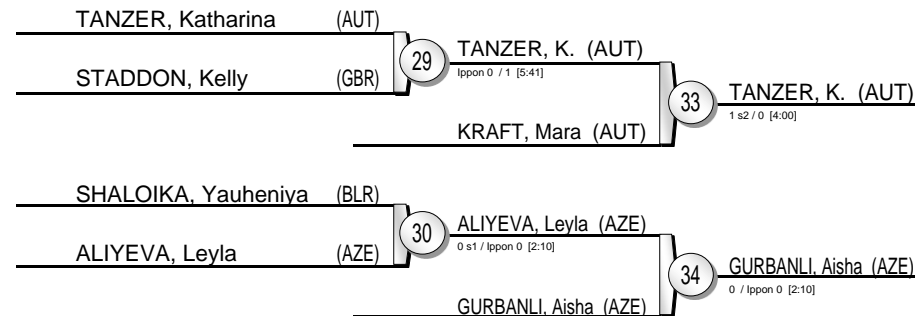 TANZER, Katharina (AUT)
STADDON, Kelly (GBR)
29
TANZER, K. (AUT)
Ippon 0 / 1 [5:41]
KRAFT, Mara (AUT)
33
TANZER, K. (AUT)
1 s2 / 0 [4:00]
SHALOIKA, Yauheniya (BLR)
ALIYEVA, Leyla (AZE)
30
ALIYEVA, Leyla (AZE)
0 s1 / Ippon 0 [2:10]
GURBANLI, Aisha (AZE)
34
GURBANLI, Aisha (AZE)
0 / Ippon 0 [2:10]